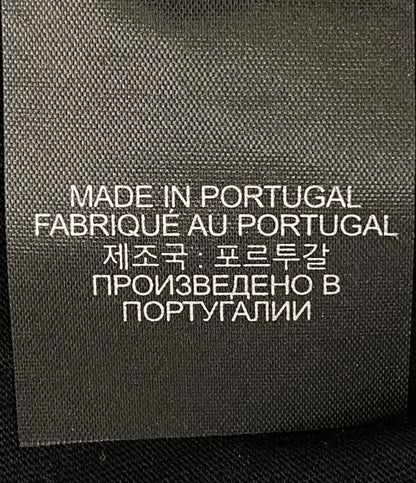 MADE IN PORTUGAL
FABRIQUÉ AU PORTUGAL
제조국 : 포르투갈
ПРОИЗВЕДЕНО В
ПОРТУГАЛИИ